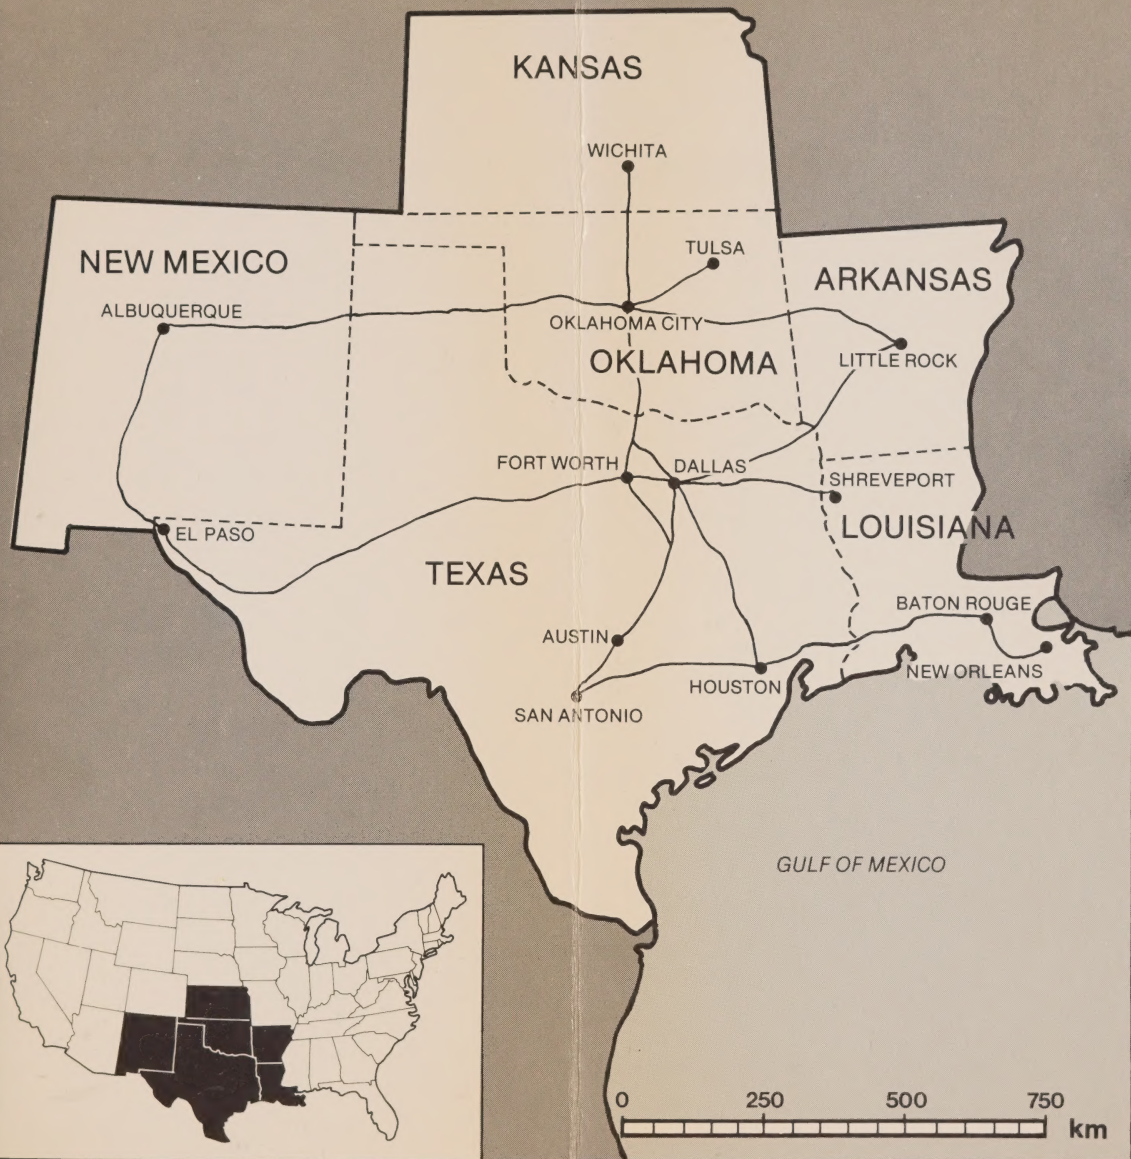 KANSAS
WICHITA
NEW MEXICO
TULSA
ARKANSAS
ALBUQUERQUE
OKLAHOMA CITY
OKLAHOMA
LITTLE ROCK
FORT WORTH
DALLAS
SHREVEPORT
EL PASO
LOUISIANA
TEXAS
BATON ROUGE
AUSTIN
NEW ORLEANS
HOUSTON
SAN ANTONIO
GULF OF MEXICO
0 250 500 750
km